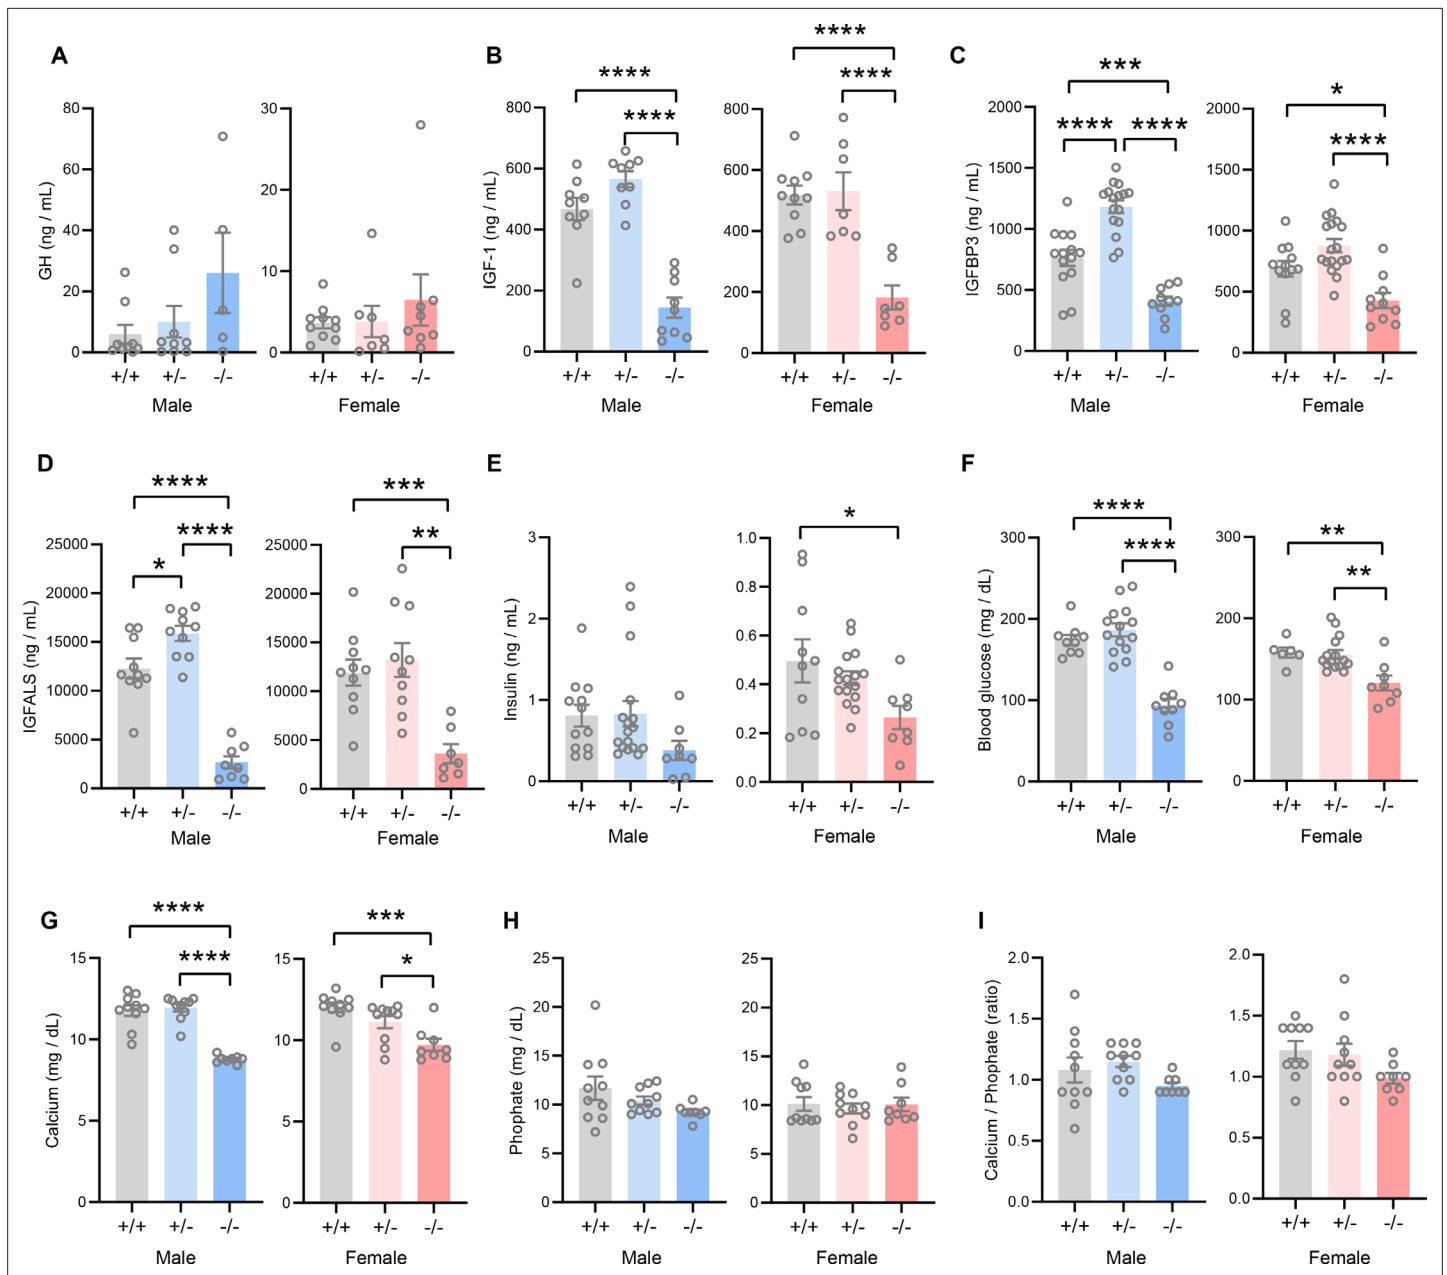 A
GH (ng / mL)
80
60
40
20
0
+/+ +/- -/-
Male
30
20
10
0
+/+ +/- -/-
Female
B
IGF-1 (ng / mL)
800
600
400
200
0
**** ****
+/+ +/- -/-
Male
800
600
400
200
0
**** ****
+/+ +/- -/-
Female
C
IGFBP3 (ng / mL)
2000
1500
1000
500
0
***
**** ****
+/+ +/- -/-
Male
2000
1500
1000
500
0
*
****
+/+ +/- -/-
Female
D
IGFALS (ng / mL)
25000
20000
15000
10000
5000
0
****
****
*
+/+ +/- -/-
Male
25000
20000
15000
10000
5000
0
***
**
+/+ +/- -/-
Female
E
Insulin (ng / mL)
3
2
1
0
+/+ +/- -/-
Male
1.0
0.8
0.6
0.4
0.2
0.0
*
+/+ +/- -/-
Female
F
Blood glucose (mg / dL)
300
200
100
0
****
****
+/+ +/- -/-
Male
300
200
100
0
**
**
+/+ +/- -/-
Female
G
Calcium (mg / dL)
15
10
5
0
****
****
+/+ +/- -/-
Male
15
10
5
0
***
*
+/+ +/- -/-
Female
H
Phophate (mg / dL)
25
20
15
10
5
0
+/+ +/- -/-
Male
25
20
15
10
5
0
+/+ +/- -/-
Female
I
Calcium / Phophate (ratio)
2.0
1.5
1.0
0.5
0.0
+/+ +/- -/-
Male
2.0
1.5
1.0
0.5
0.0
+/+ +/- -/-
Female